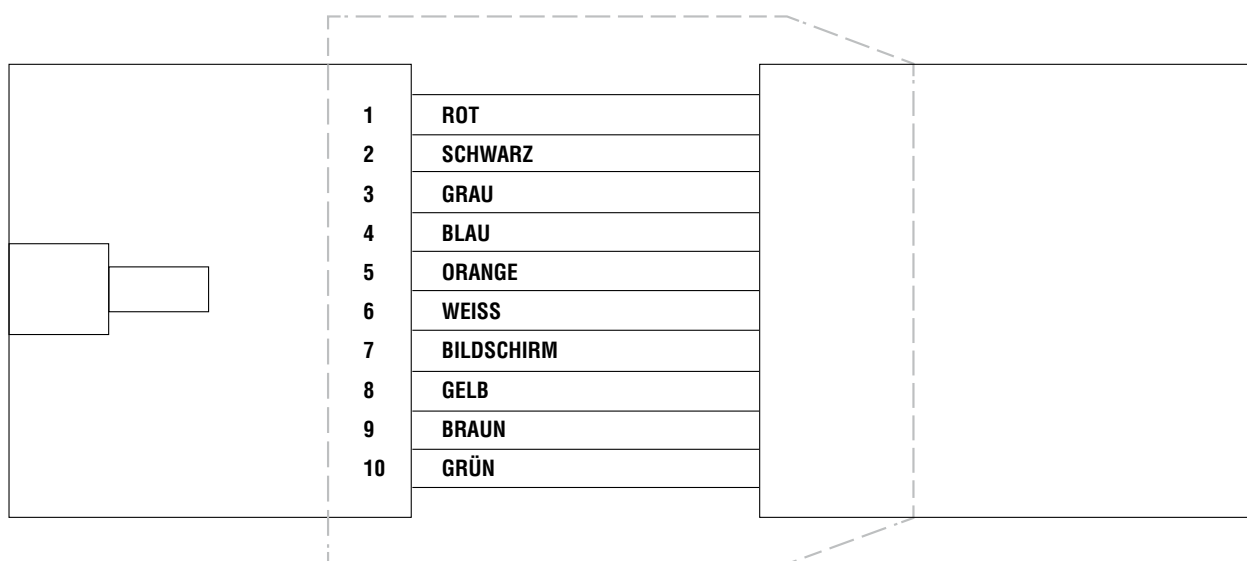 1 ROT
2 SCHWARZ
3 GRAU
4 BLAU
5 ORANGE
6 WEISS
7 BILDSCHIRM
8 GELB
9 BRAUN
10 GRÜN